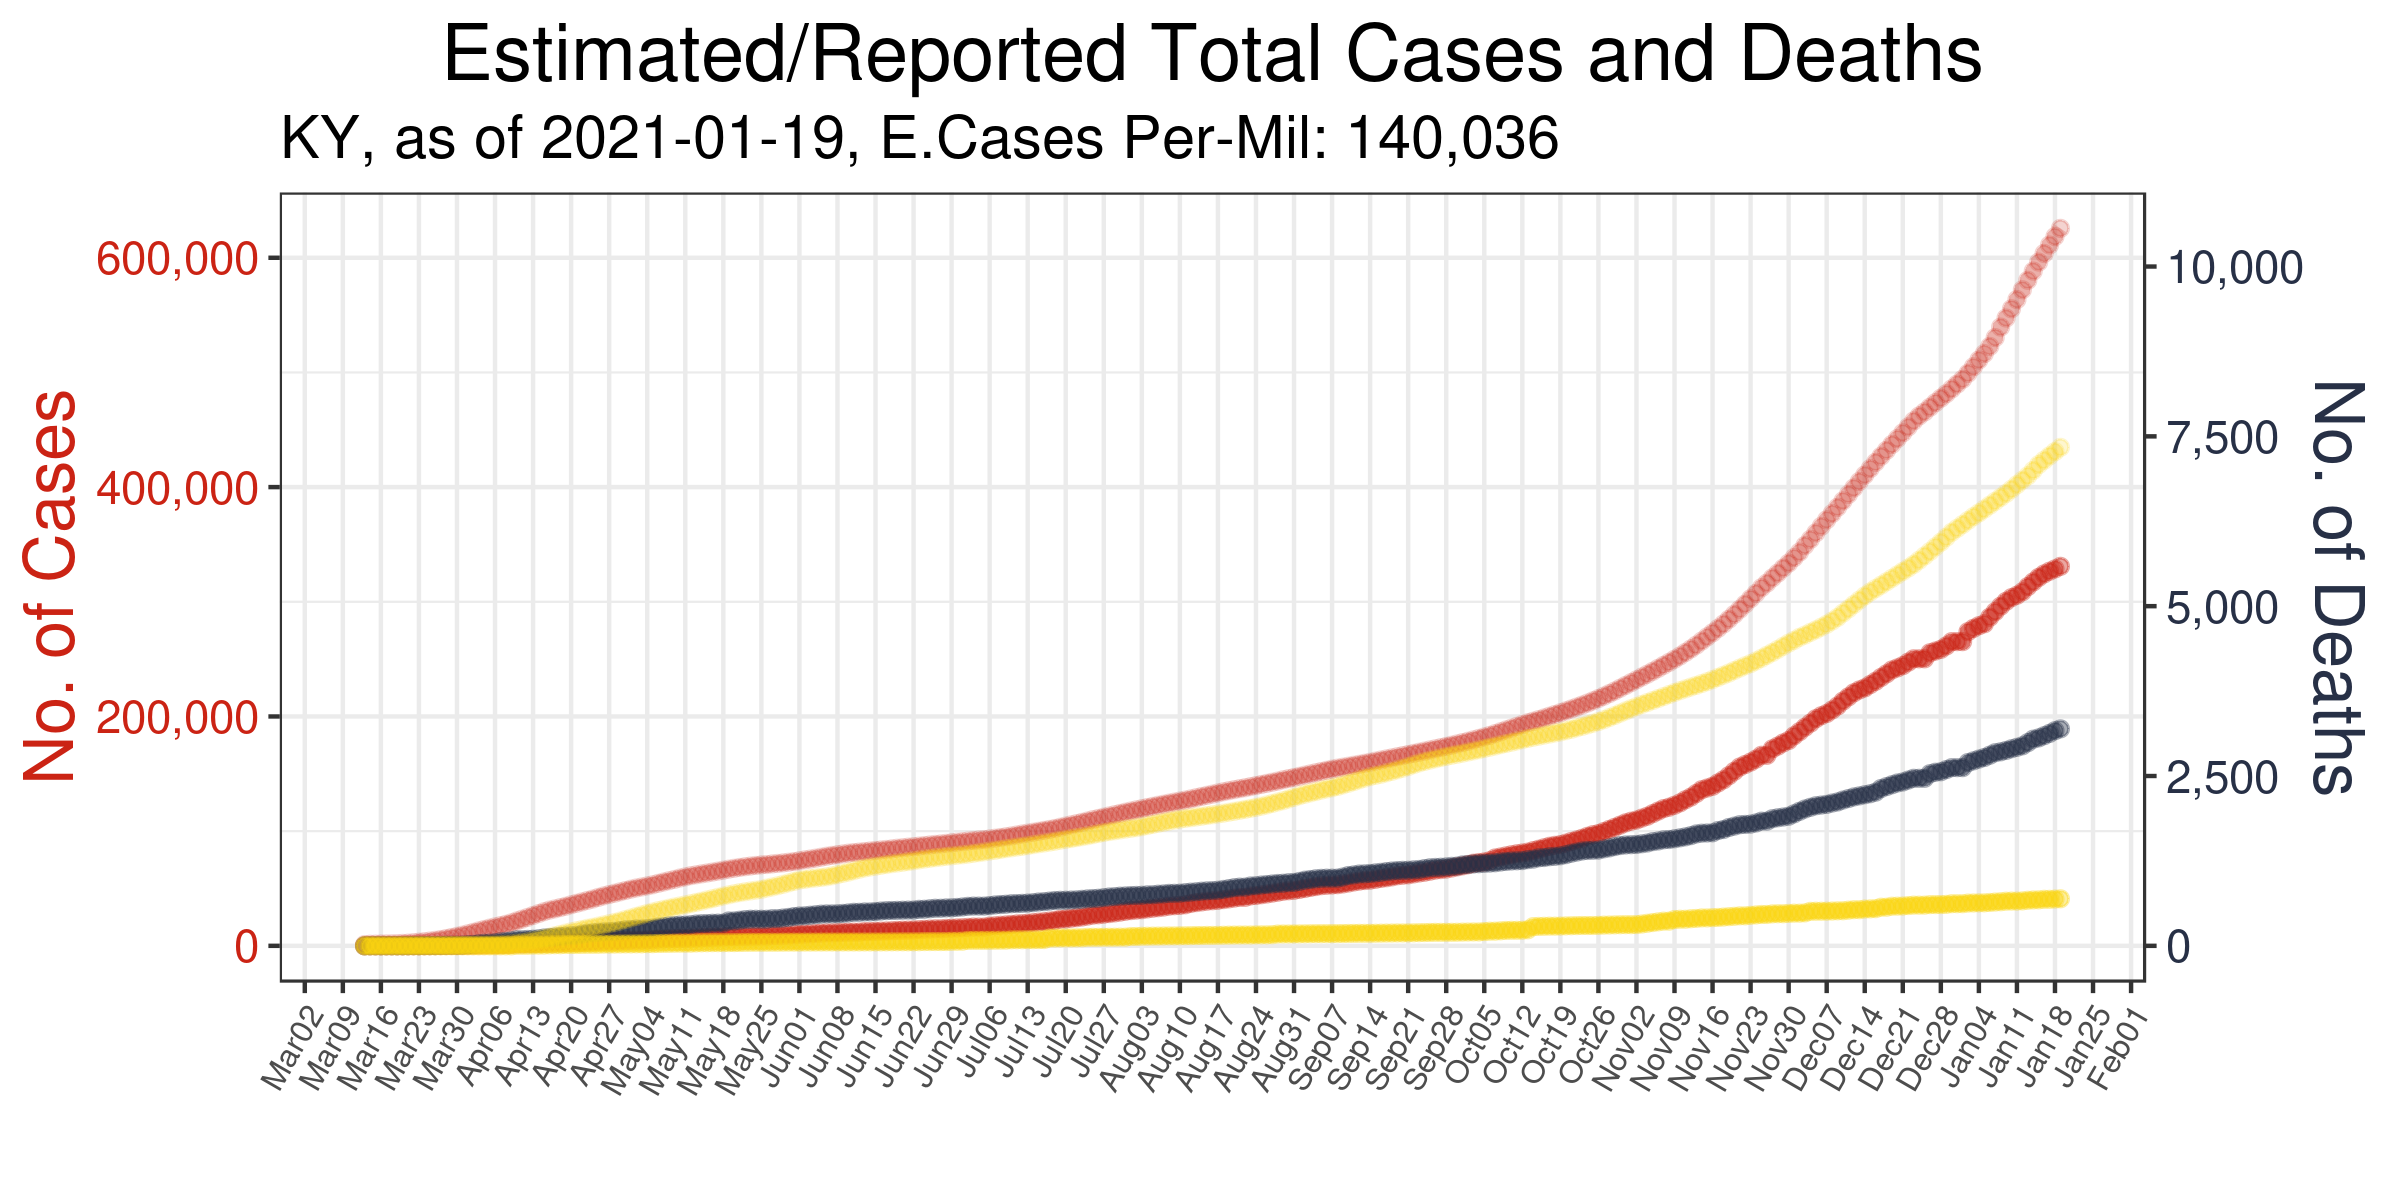 Estimated/Reported Total Cases and Deaths
KY, as of 2021-01-19, E.Cases Per-Mil: 140,036
No. of Cases
600,000
400,000
200,000
0
10,000
7,500
5,000
2,500
0
No. of Deaths
Mar02 Mar09 Mar16 Mar23 Mar30 Apr06 Apr13 Apr20 Apr27 May04 May11 May18 May25 Jun01 Jun08 Jun15 Jun22 Jun29 Jul06 Jul13 Jul20 Jul27 Aug03 Aug10 Aug17 Aug24 Aug31 Sep07 Sep14 Sep21 Sep28 Oct05 Oct12 Oct19 Oct26 Nov02 Nov09 Nov16 Nov23 Nov30 Dec07 Dec14 Dec21 Dec28 Jan04 Jan11 Jan18 Jan25 Feb01